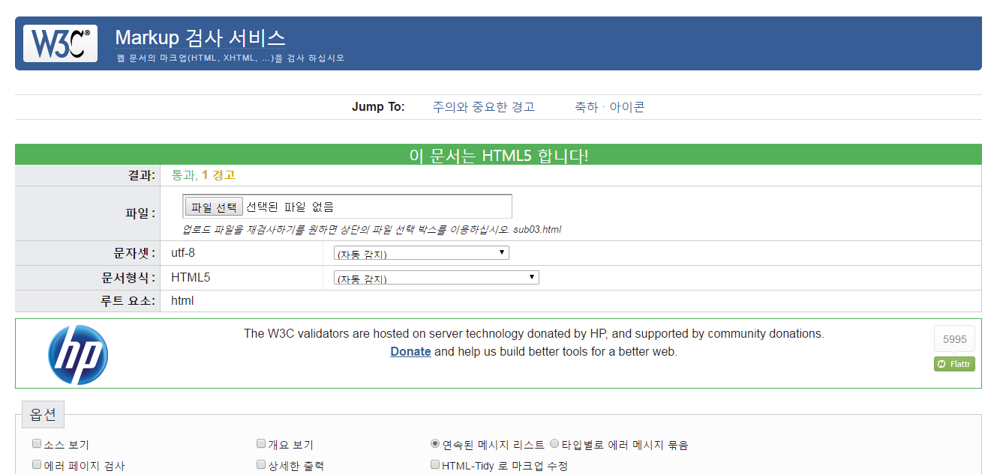 W3C®
Markup 검사 서비스
웹 문서의 마크업(HTML, XHTML, ...)을 검사 하십시오
Jump To: 주의와 중요한 경고 축하 · 아이콘
이 문서는 HTML5 합니다!
결과: 통과, 1 경고
파일 : 파일 선택 선택된 파일 없음
업로드 파일을 재검사하기를 원하면 상단의 파일 선택 박스를 이용하십시오. sub03.html
문자셋 : utf-8 (자동 감지)
문서형식 : HTML5 (자동 감지)
루트 요소: html
hp
The W3C validators are hosted on server technology donated by HP, and supported by community donations.
Donate and help us build better tools for a better web.
5995
Flattr
옵션
소스 보기 개요 보기 연속된 메시지 리스트 타입별로 에러 메시지 묶음
에러 페이지 검사 상세한 출력 HTML-Tidy 로 마크업 수정